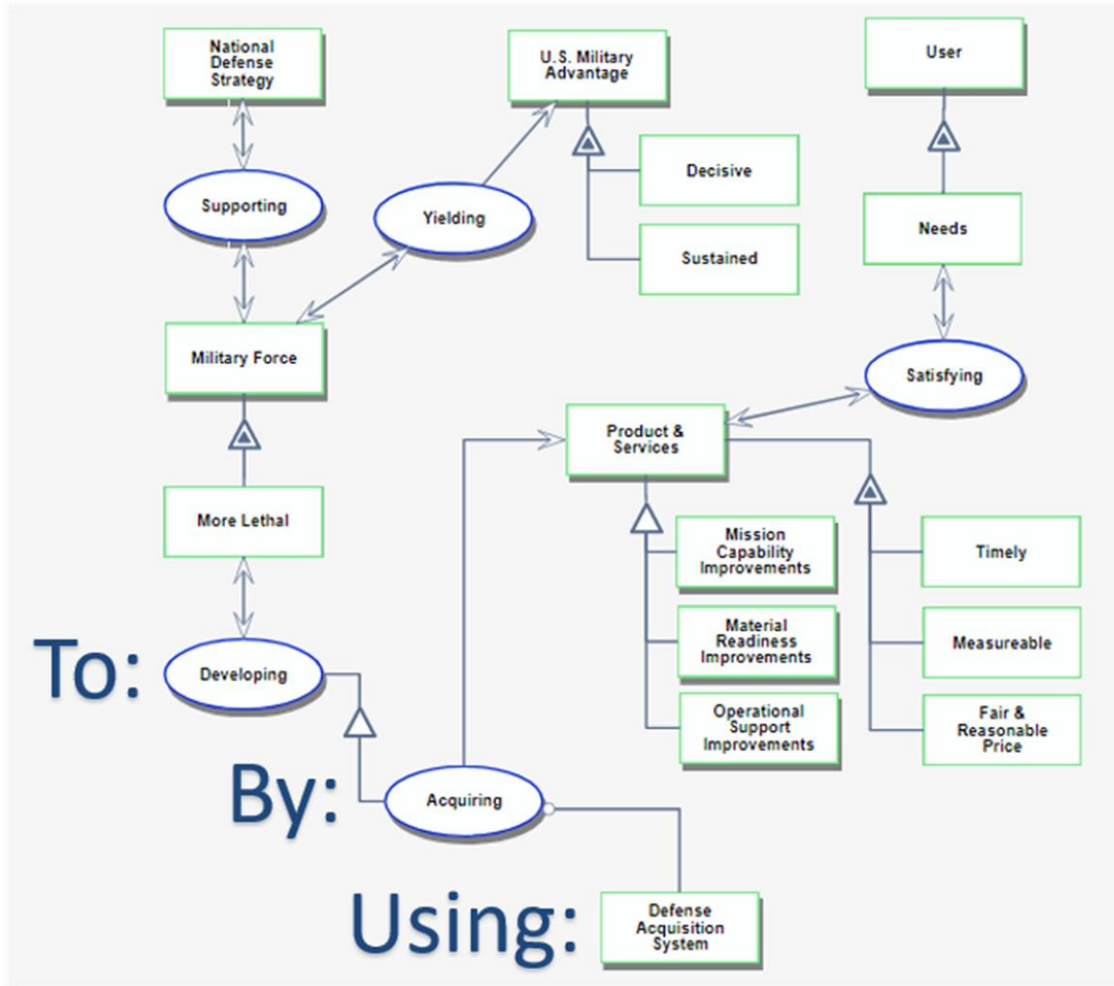 National
Defense
Strategy
U.S. Military
Advantage
User
Decisive
Supporting
Yielding
Needs
Sustained
Military Force
Satisfying
Product &
Services
More Lethal
Mission
Capability
Improvements
Timely
Material
Readiness
Improvements
Measureable
To:
Developing
Operational
Support
Improvements
Fair &
Reasonable
Price
By:
Acquiring
Using:
Defense
Acquisition
System